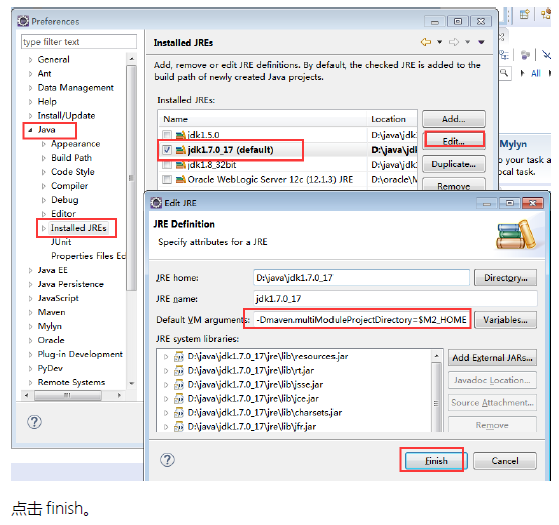 Preferences
type filter text
General
Ant
Data Management
Help
Install/Update
Java
Appearance
Build Path
Code Style
Compiler
Debug
Editor
Installed JREs
JUnit
Properties Files Ed
Java EE
Java Persistence
JavaScript
Maven
Mylyn
Oracle
Plug-in Development
PyDev
Remote Systems
Installed JREs
Add, remove or edit JRE definitions. By default, the checked JRE is added to the
build path of newly created Java projects.
Installed JREs:
Name Location
jdk1.5.0 D:\java\jdk:
jdk1.7.0_17 (default) D:\java\jdk
jdk1.8_32bit D:\java\jdk:
Oracle WebLogic Server 12c (12.1.3) JRE D:\oracle\M
Add...
Edit...
Duplicate...
Remove
All
Mylyn
o your task a
ocal task.
Edit JRE
JRE Definition
Specify attributes for a JRE
JRE home: D:\java\jdk1.7.0_17 Directory...
JRE name: jdk1.7.0_17
Default VM arguments: -Dmaven.multiModuleProjectDirectory=$M2_HOME Variables...
JRE system libraries:
D:\java\jdk1.7.0_17\jre\lib\resources.jar
D:\java\jdk1.7.0_17\jre\lib\rt.jar
D:\java\jdk1.7.0_17\jre\lib\jsse.jar
D:\java\jdk1.7.0_17\jre\lib\jce.jar
D:\java\jdk1.7.0_17\jre\lib\charsets.jar
D:\java\jdk1.7.0_17\jre\lib\jfr.jar
Add External JARs...
Javadoc Location...
Source Attachment...
Remove
Finish
Cancel
点击 finish。